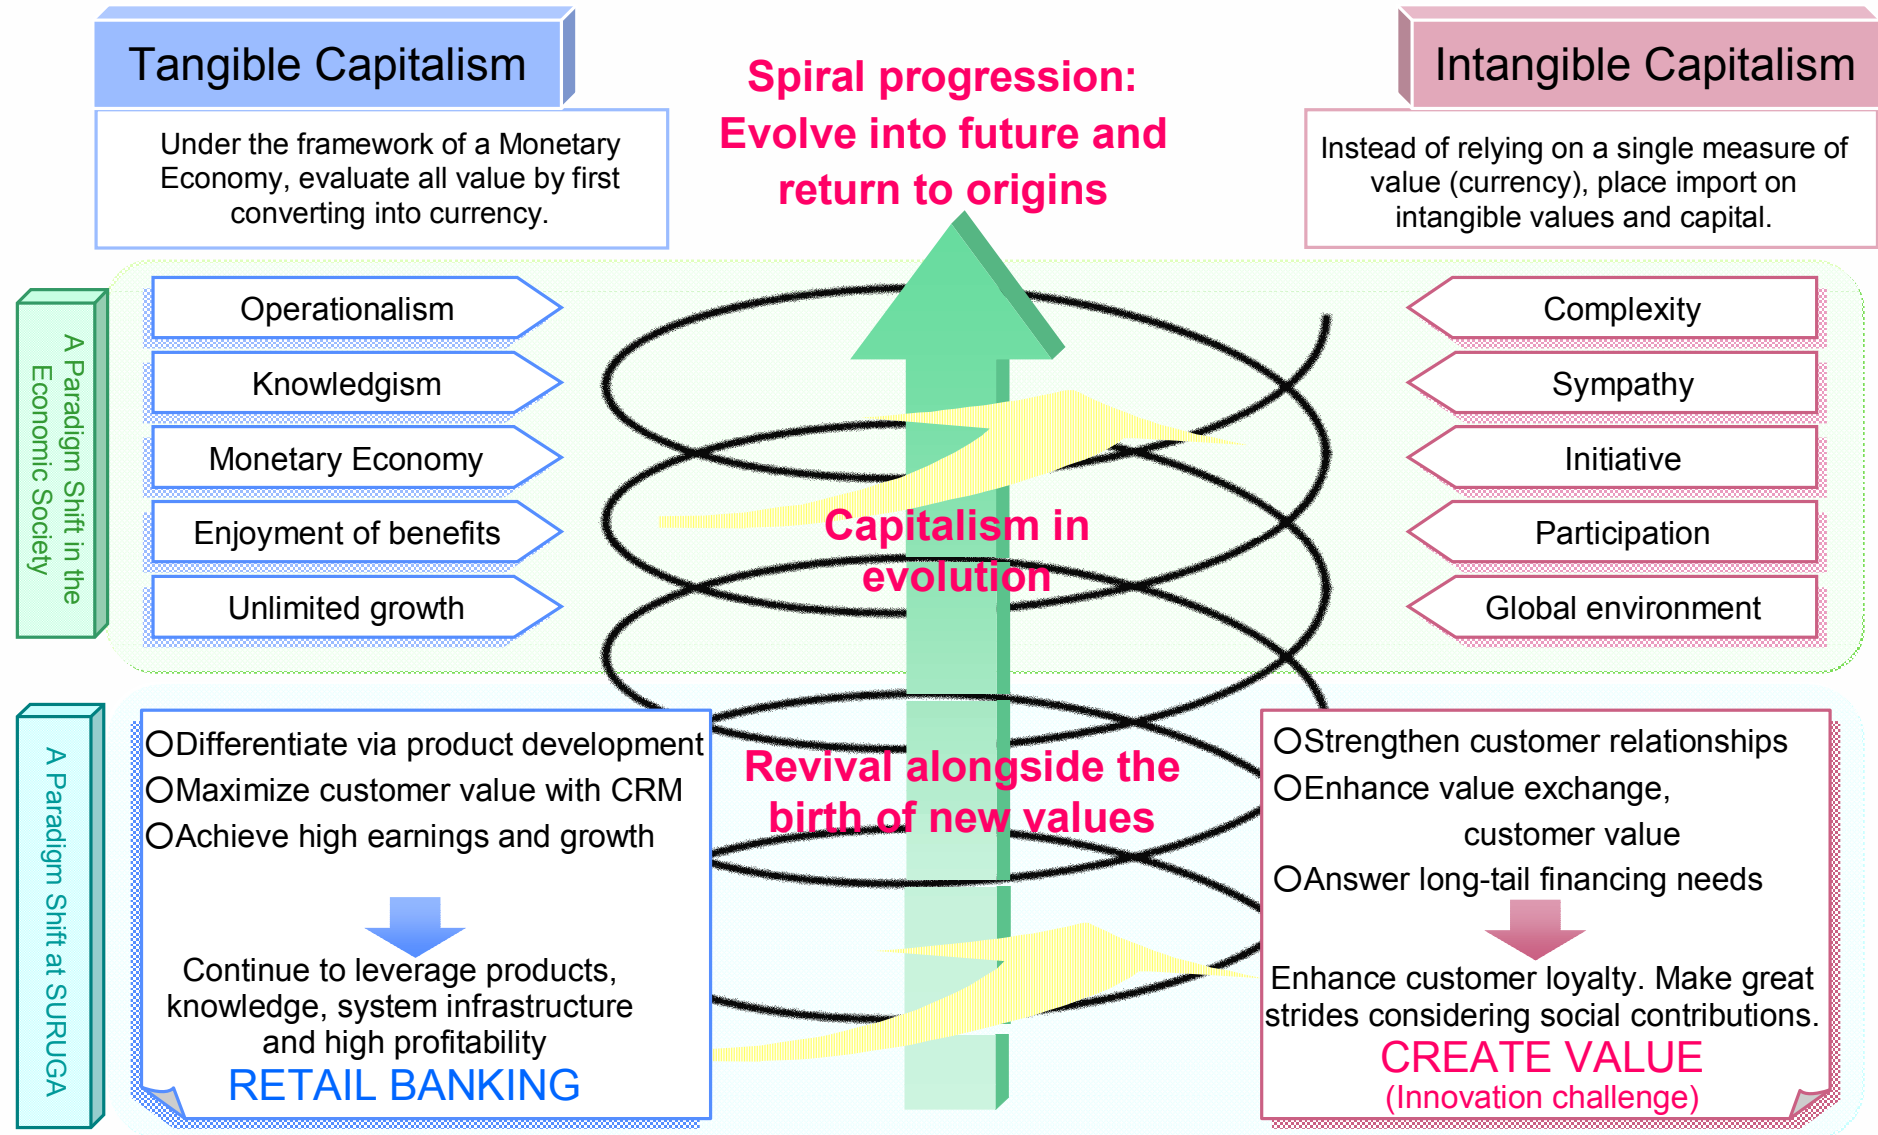 Tangible Capitalism
Under the framework of a Monetary
Economy, evaluate all value by first
converting into currency.
Spiral progression:
Evolve into future and
return to origins
Intangible Capitalism
Instead of relying on a single measure of
value (currency), place import on
intangible values and capital.
A Paradigm Shift in the
Economic Society
Operationalism
Knowledgism
Monetary Economy
Enjoyment of benefits
Unlimited growth
Capitalism in
evolution
Complexity
Sympathy
Initiative
Participation
Global environment
A Paradigm Shift at SURUGA
○Differentiate via product development
○Maximize customer value with CRM
○Achieve high earnings and growth
Continue to leverage products,
knowledge, system infrastructure
and high profitability
RETAIL BANKING
Revival alongside the
birth of new values
○Strengthen customer relationships
○Enhance value exchange,
customer value
○Answer long-tail financing needs
Enhance customer loyalty. Make great
strides considering social contributions.
CREATE VALUE
(Innovation challenge)